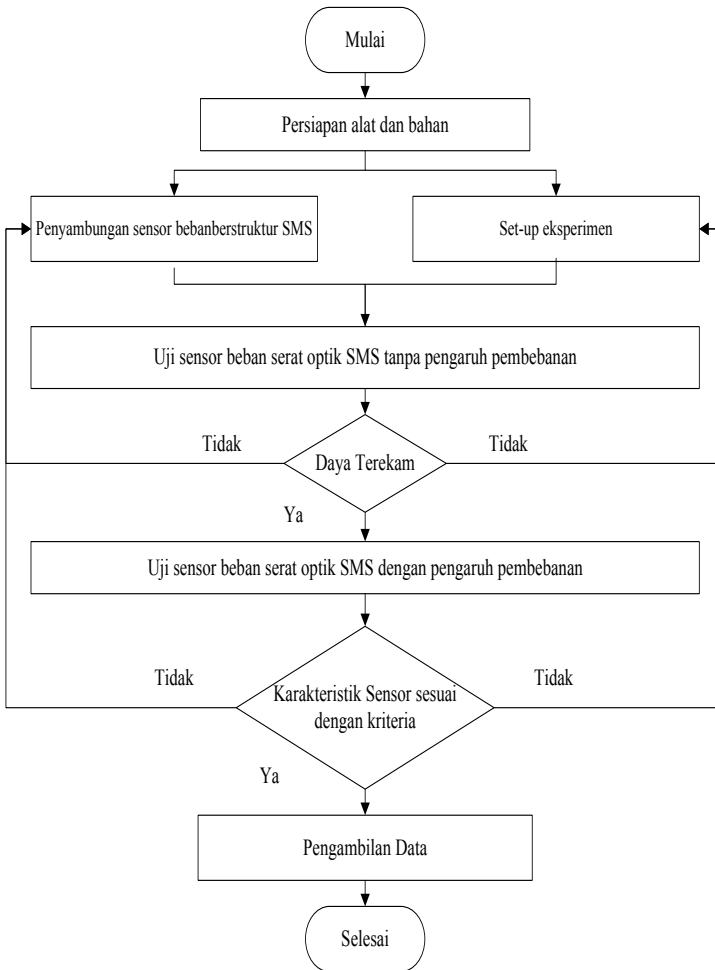 Mulai
Persiapan alat dan bahan
Penyambungan sensor bebanberstruktur SMS
Set-up eksperimen
Uji sensor beban serat optik SMS tanpa pengaruh pembebanan
Tidak
Daya Terekam
Tidak
Ya
Uji sensor beban serat optik SMS dengan pengaruh pembebanan
Tidak
Karakteristik Sensor sesuai
dengan kriteria
Tidak
Ya
Pengambilan Data
Selesai